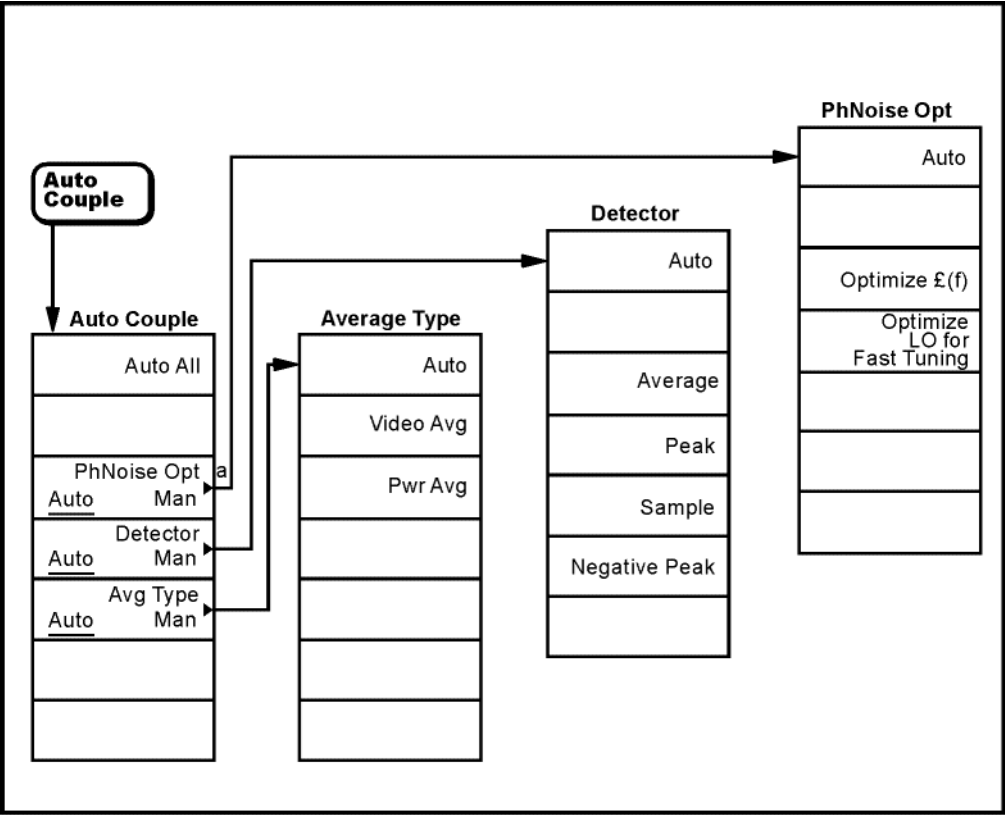 PhNoise Opt
Auto
Optimize £(f)
Optimize
LO for
Fast Tuning
Auto
Couple
Detector
Auto
Average
Peak
Sample
Negative Peak
Auto Couple
Auto All
PhNoise Opt a
Auto Man
Detector
Auto Man
Avg Type
Auto Man
Average Type
Auto
Video Avg
Pwr Avg